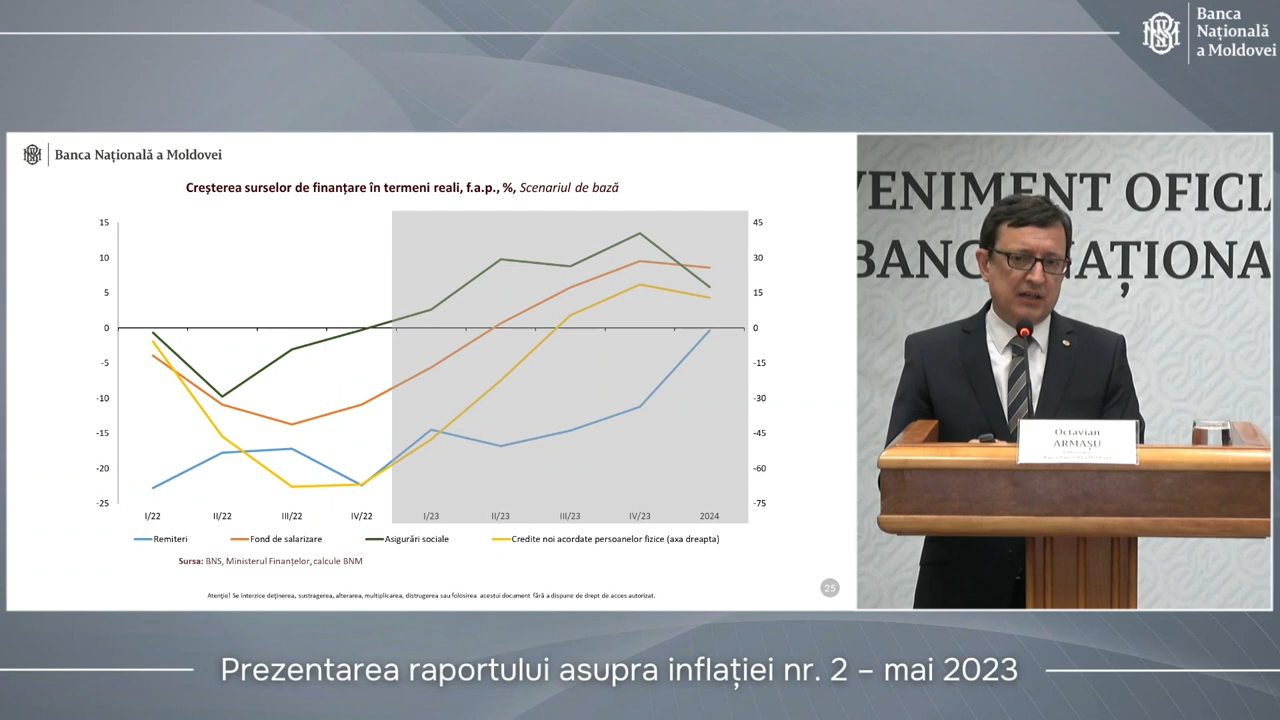 Banca
Națională
a Moldovei
Banca Națională a Moldovei
Creșterea surselor de finanțare în termeni reali, f.a.p., %, Scenariul de bază
15
10
5
0
-5
-10
-15
-20
-25
45
30
15
0
-15
-30
-45
-60
-75
I/22 II/22 III/22 IV/22 I/23 II/23 III/23 IV/23 2024
Remiteri Fond de salarizare Asigurări sociale Credite noi acordate persoanelor fizice (axa dreapta)
Sursa: BNS, Ministerul Finanțelor, calcule BNM
Atenție! Se interzice deținerea, sustragerea, alterarea, multiplicarea, distrugerea sau folosirea acestui document fără a dispune de drept de acces autorizat.
25
VENIMENT OFICI
BANC NAȚIONA
Octavian
ARMAȘU
Prezentarea raportului asupra inflației nr. 2 – mai 2023